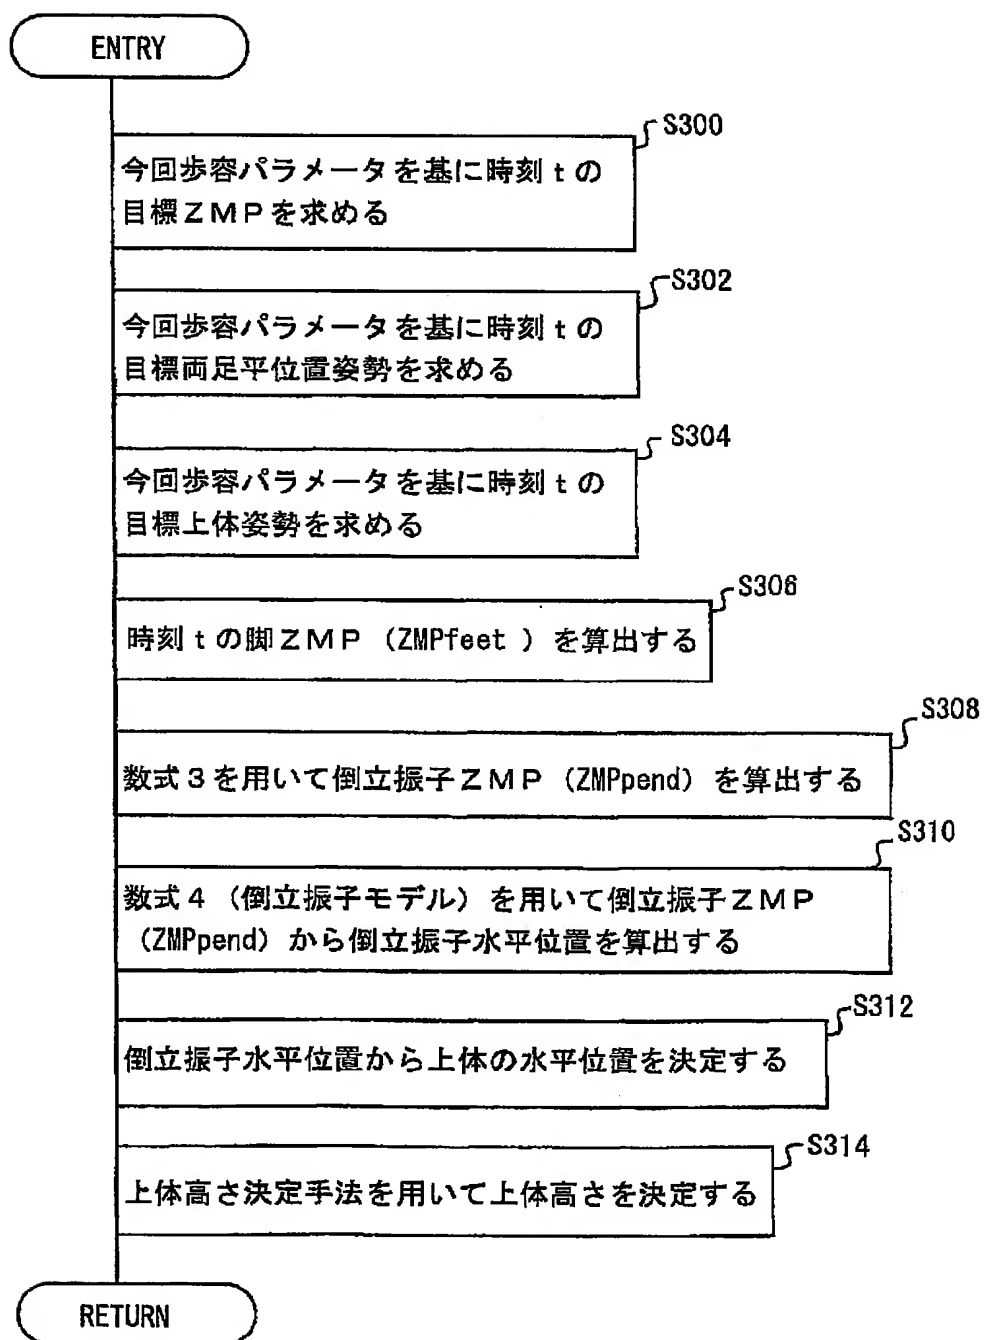 ENTRY
S300
今回歩容パラメータを基に時刻tの
目標ZMPを求める
S302
今回歩容パラメータを基に時刻tの
目標両足平位置姿勢を求める
S304
今回歩容パラメータを基に時刻tの
目標上体姿勢を求める
S306
時刻tの脚ZMP(ZMPfeet )を算出する
S308
数式3を用いて倒立振子ZMP(ZMPpend)を算出する
S310
数式4(倒立振子モデル)を用いて倒立振子ZMP
(ZMPpend)から倒立振子水平位置を算出する
S312
倒立振子水平位置から上体の水平位置を決定する
S314
上体高さ決定手法を用いて上体高さを決定する
RETURN